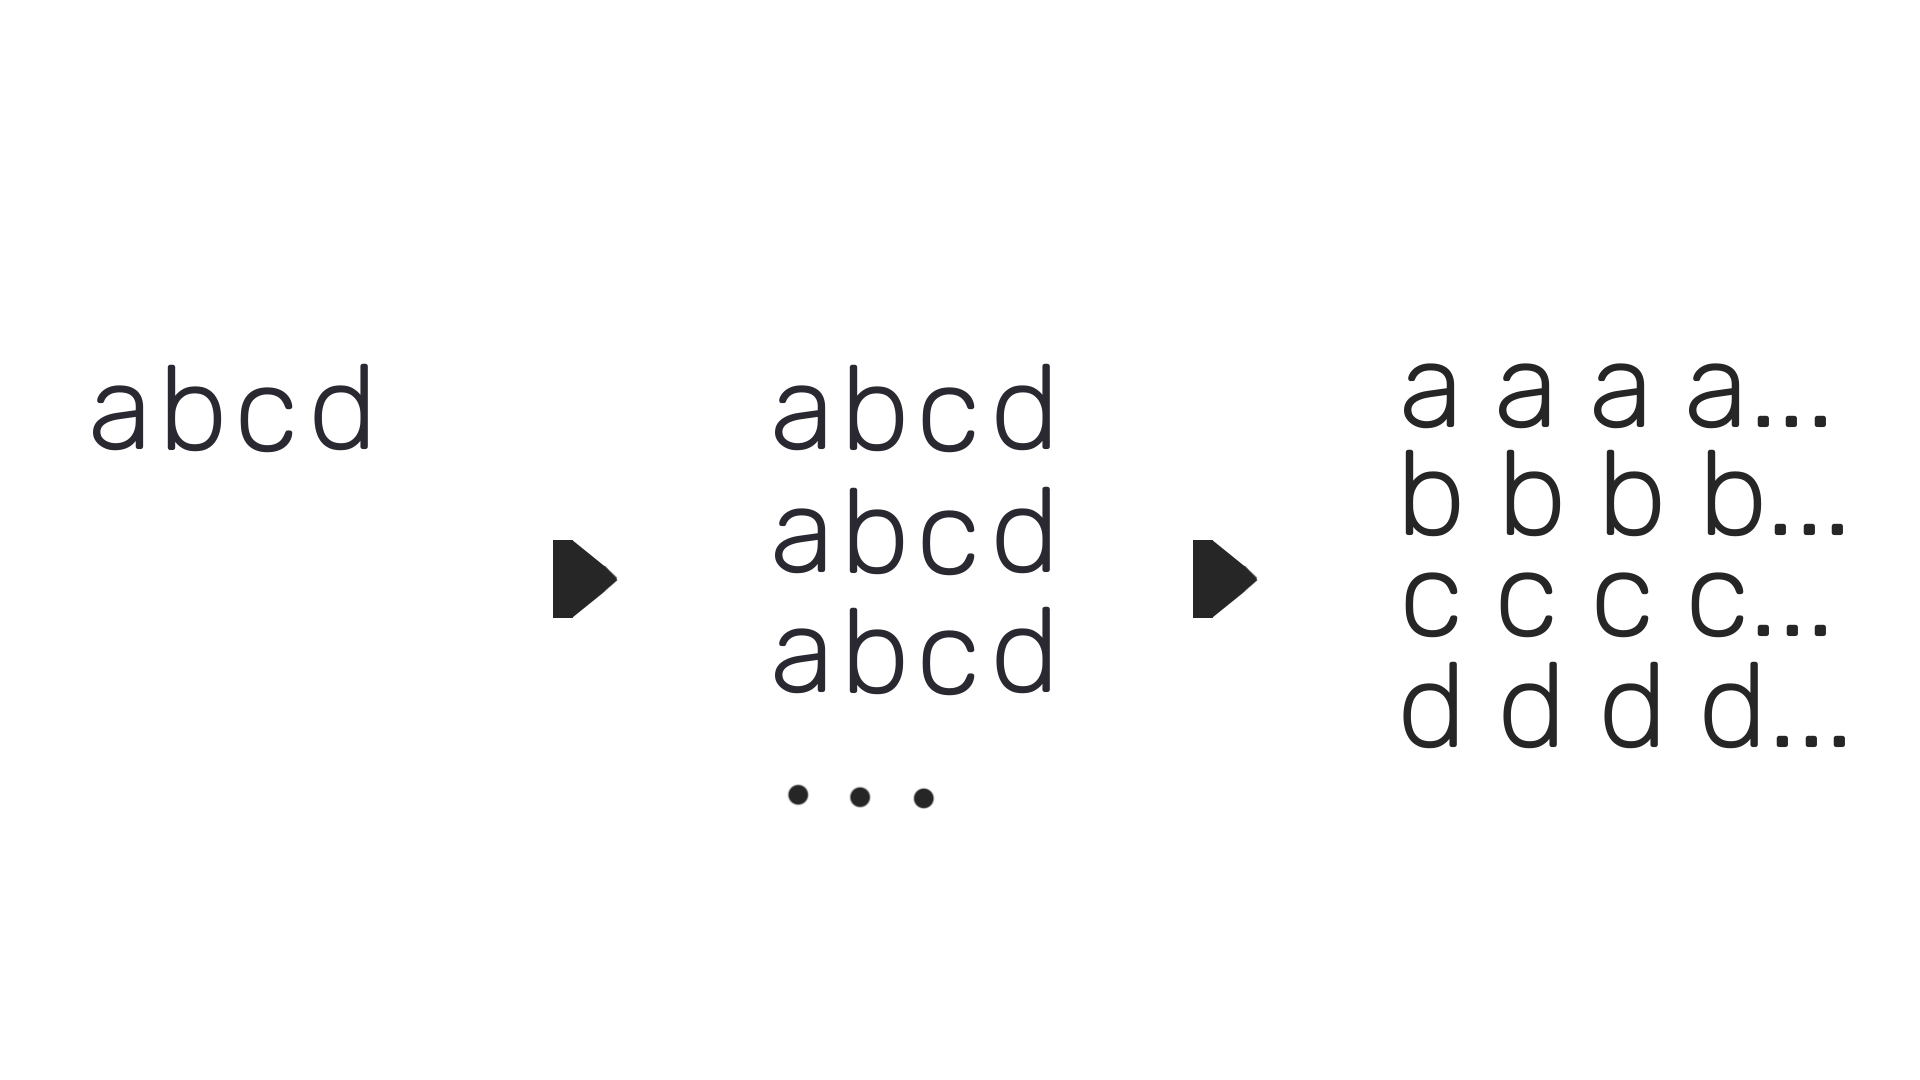 abcd
abcd
abcd
abcd
...
a a a a...
b b b b...
c c c c...
d d d d...